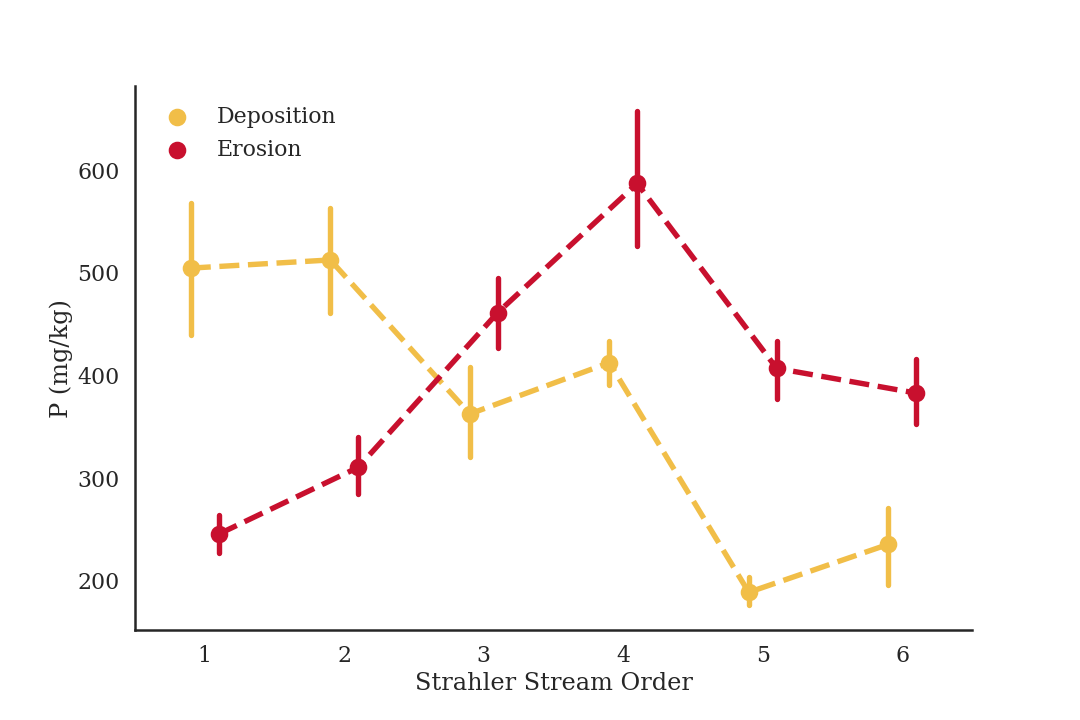 Deposition
Erosion
600
500
400
300
200
P (mg/kg)
1 2 3 4 5 6
Strahler Stream Order